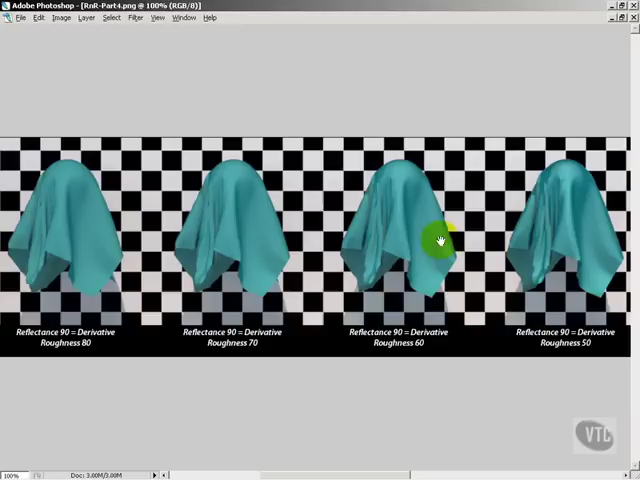 Adobe Photoshop - [RnR-Part4.png @ 100% (RGB/8)]
File Edit Image Layer Select Filter View Window Help
Reflectance 90 = Derivative
Roughness 80
Reflectance 90 = Derivative
Roughness 70
Reflectance 90 = Derivative
Roughness 60
Reflectance 90 = Derivative
Roughness 50
VTC
100%
Doc: 3.00M/3.00M